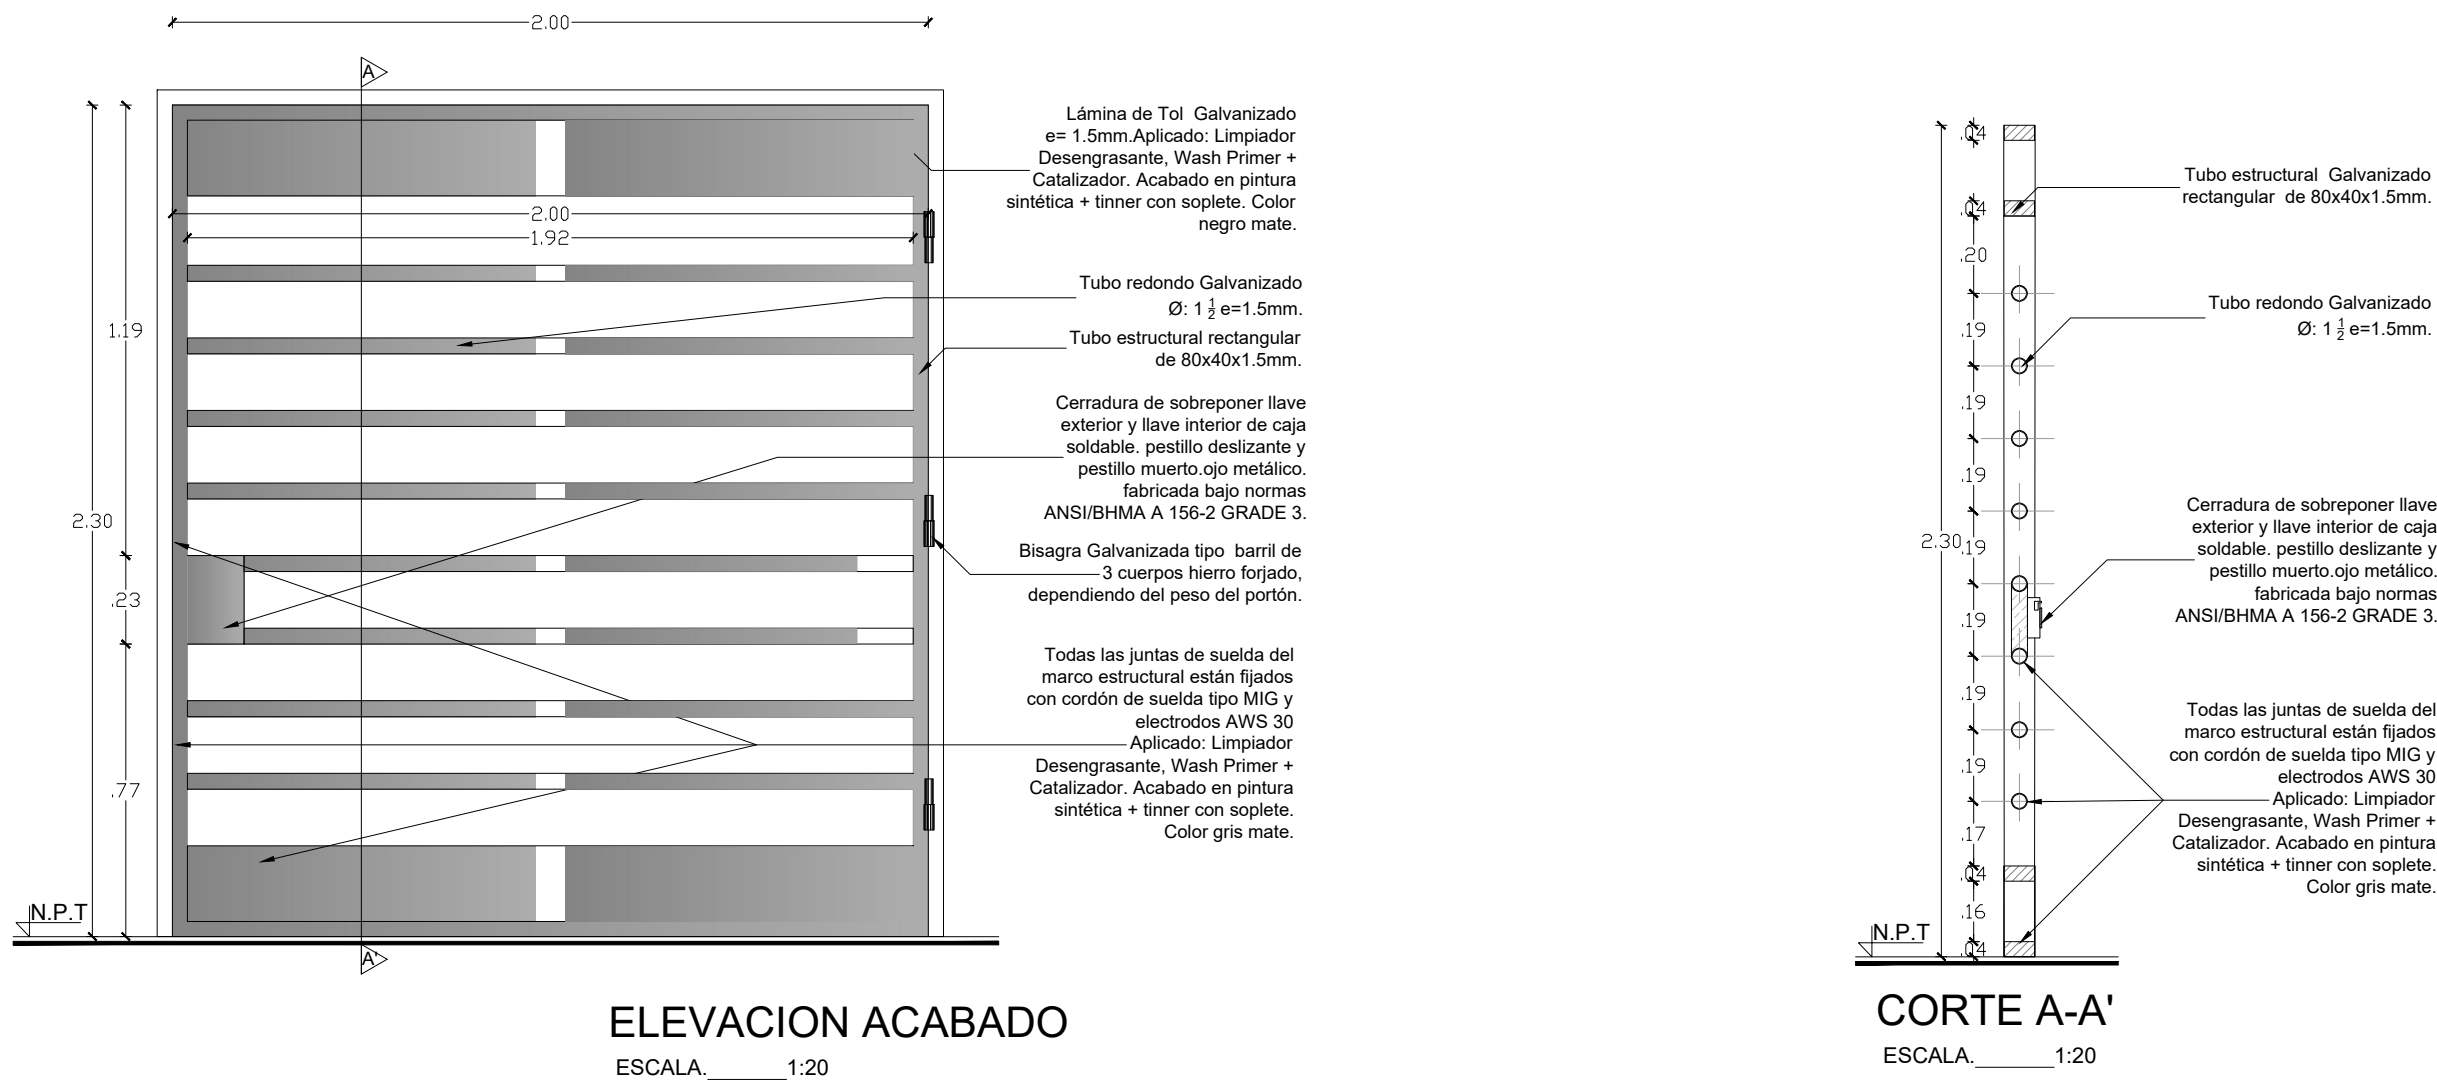 2.00
A
Lámina de Tol Galvanizado
e= 1.5mm.Aplicado: Limpiador
Desengrasante, Wash Primer +
Catalizador. Acabado en pintura
sintética + tinner con soplete. Color
negro mate.
2.00
1.92
Tubo redondo Galvanizado
Ø: 1 1/2 e=1.5mm.
1.19
Tubo estructural rectangular
de 80x40x1.5mm.
Cerradura de sobreponer llave
exterior y llave interior de caja
soldable. pestillo deslizante y
pestillo muerto.ojo metálico.
fabricada bajo normas
ANSI/BHMA A 156-2 GRADE 3.
2.30
Bisagra Galvanizada tipo barril de
3 cuerpos hierro forjado,
dependiendo del peso del portón.
.23
Todas las juntas de suelda del
marco estructural están fijados
con cordón de suelda tipo MIG y
electrodos AWS 30
Aplicado: Limpiador
Desengrasante, Wash Primer +
Catalizador. Acabado en pintura
sintética + tinner con soplete.
Color gris mate.
.77
N.P.T
A'
ELEVACION ACABADO
ESCALA.______1:20
.04
Tubo estructural Galvanizado
rectangular de 80x40x1.5mm.
.04
.20
Tubo redondo Galvanizado
Ø: 1 1/2 e=1.5mm.
.19
.19
.19
Cerradura de sobreponer llave
exterior y llave interior de caja
soldable. pestillo deslizante y
pestillo muerto.ojo metálico.
fabricada bajo normas
ANSI/BHMA A 156-2 GRADE 3.
2.30
.19
.19
.19
Todas las juntas de suelda del
marco estructural están fijados
con cordón de suelda tipo MIG y
electrodos AWS 30
Aplicado: Limpiador
Desengrasante, Wash Primer +
Catalizador. Acabado en pintura
sintética + tinner con soplete.
Color gris mate.
.19
.17
.04
.16
.04
N.P.T
CORTE A-A'
ESCALA.______1:20